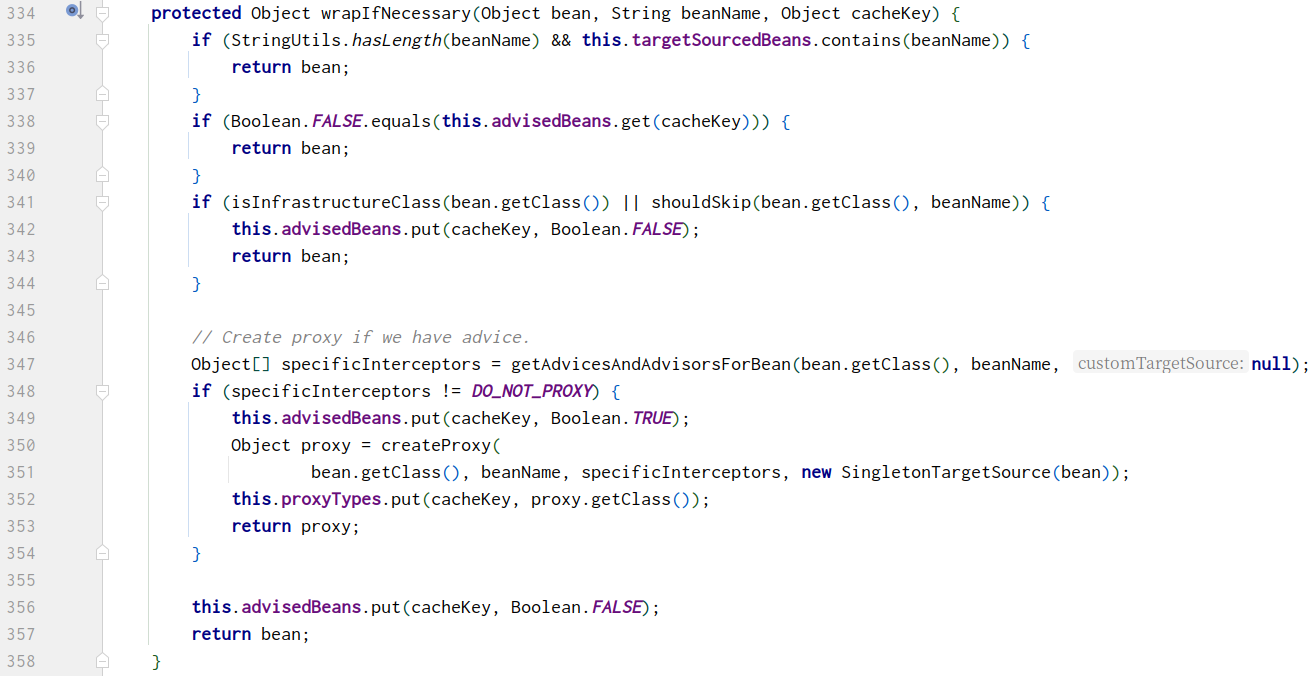 334 protected Object wrapIfNecessary(Object bean, String beanName, Object cacheKey) {
335 if (StringUtils.hasLength(beanName) && this.targetSourcedBeans.contains(beanName)) {
336 return bean;
337 }
338 if (Boolean.FALSE.equals(this.advisedBeans.get(cacheKey))) {
339 return bean;
340 }
341 if (isInfrastructureClass(bean.getClass()) || shouldSkip(bean.getClass(), beanName)) {
342 this.advisedBeans.put(cacheKey, Boolean.FALSE);
343 return bean;
344 }
345
346 // Create proxy if we have advice.
347 Object[] specificInterceptors = getAdvicesAndAdvisorsForBean(bean.getClass(), beanName, customTargetSource: null);
348 if (specificInterceptors != DO_NOT_PROXY) {
349 this.advisedBeans.put(cacheKey, Boolean.TRUE);
350 Object proxy = createProxy(
351 bean.getClass(), beanName, specificInterceptors, new SingletonTargetSource(bean));
352 this.proxyTypes.put(cacheKey, proxy.getClass());
353 return proxy;
354 }
355
356 this.advisedBeans.put(cacheKey, Boolean.FALSE);
357 return bean;
358 }